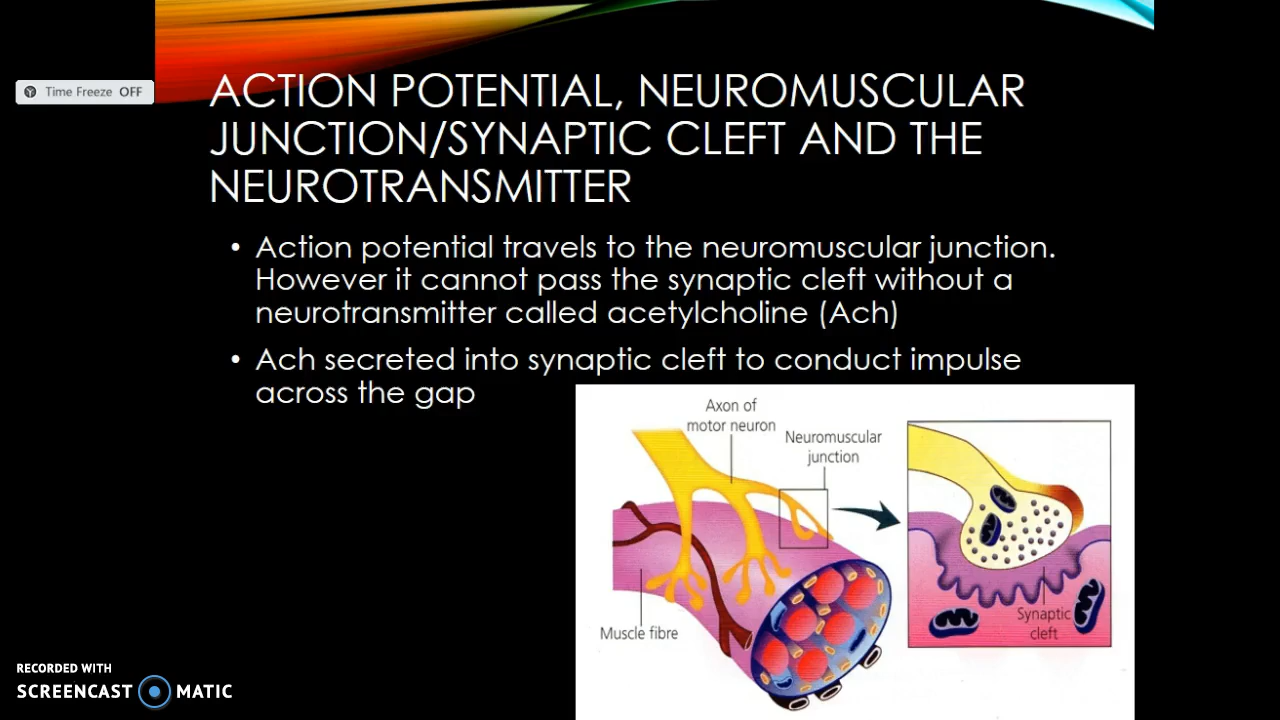 Time Freeze OFF
ACTION POTENTIAL, NEUROMUSCULAR
JUNCTION/SYNAPTIC CLEFT AND THE
NEUROTRANSMITTER
• Action potential travels to the neuromuscular junction.
However it cannot pass the synaptic cleft without a
neurotransmitter called acetylcholine (Ach)
• Ach secreted into synaptic cleft to conduct impulse
across the gap
Axon of
motor neuron
Neuromuscular
junction
Muscle fibre
Synaptic
cleft
RECORDED WITH
SCREENCAST MATIC